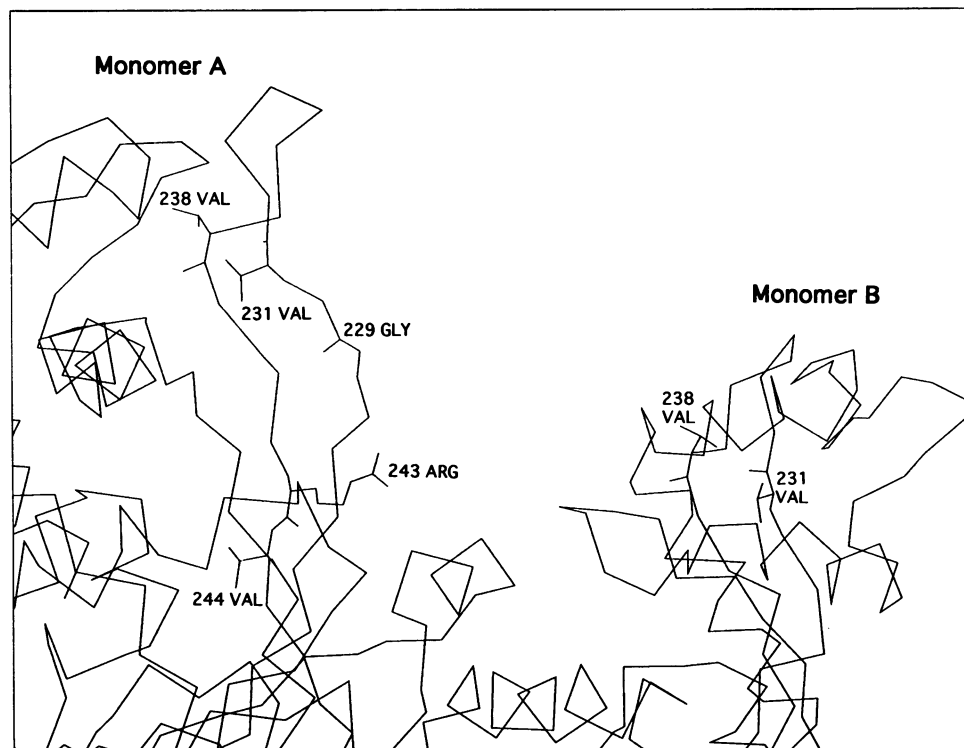 Monomer A
238 VAL
231 VAL
229 GLY
243 ARG
244 VAL
Monomer B
238
VAL
231
VAL